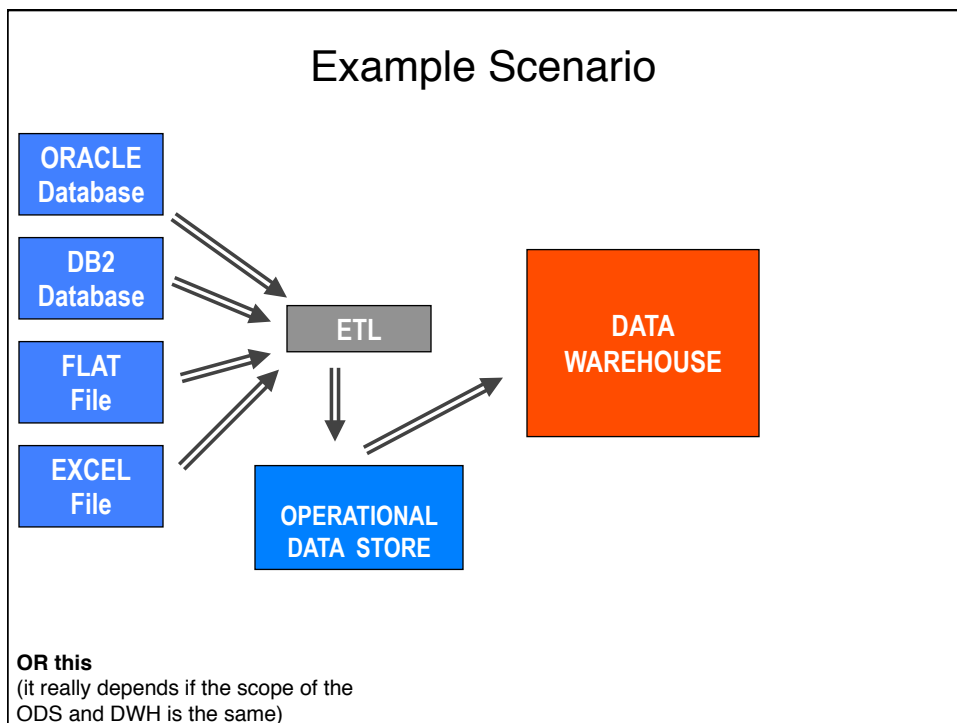 Example Scenario
ORACLE
Database
DB2
Database
FLAT
File
EXCEL
File
ETL
OPERATIONAL
DATA STORE
DATA
WAREHOUSE
OR this
(it really depends if the scope of the
ODS and DWH is the same)